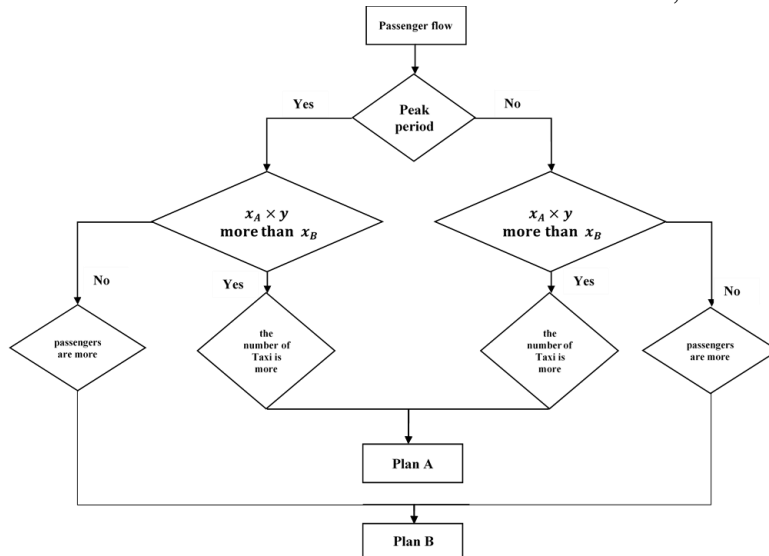 Passenger flow
Yes
Peak
period
No
x_A × y
more than x_B
x_A × y
more than x_B
No
Yes
Yes
No
passengers
are more
the
number of
Taxi is
more
the
number of
Taxi is
more
passengers
are more
Plan A
Plan B